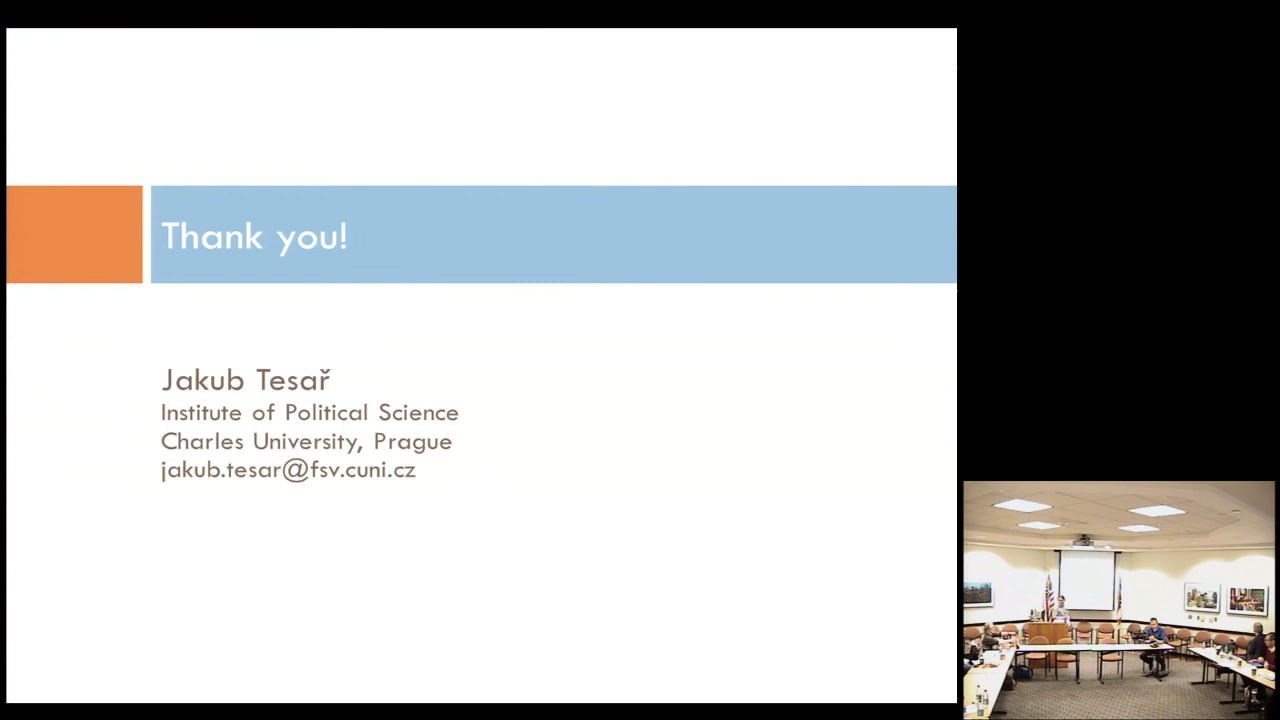 Thank you!
Jakub Tesař
Institute of Political Science
Charles University, Prague
jakub.tesar@fsv.cuni.cz